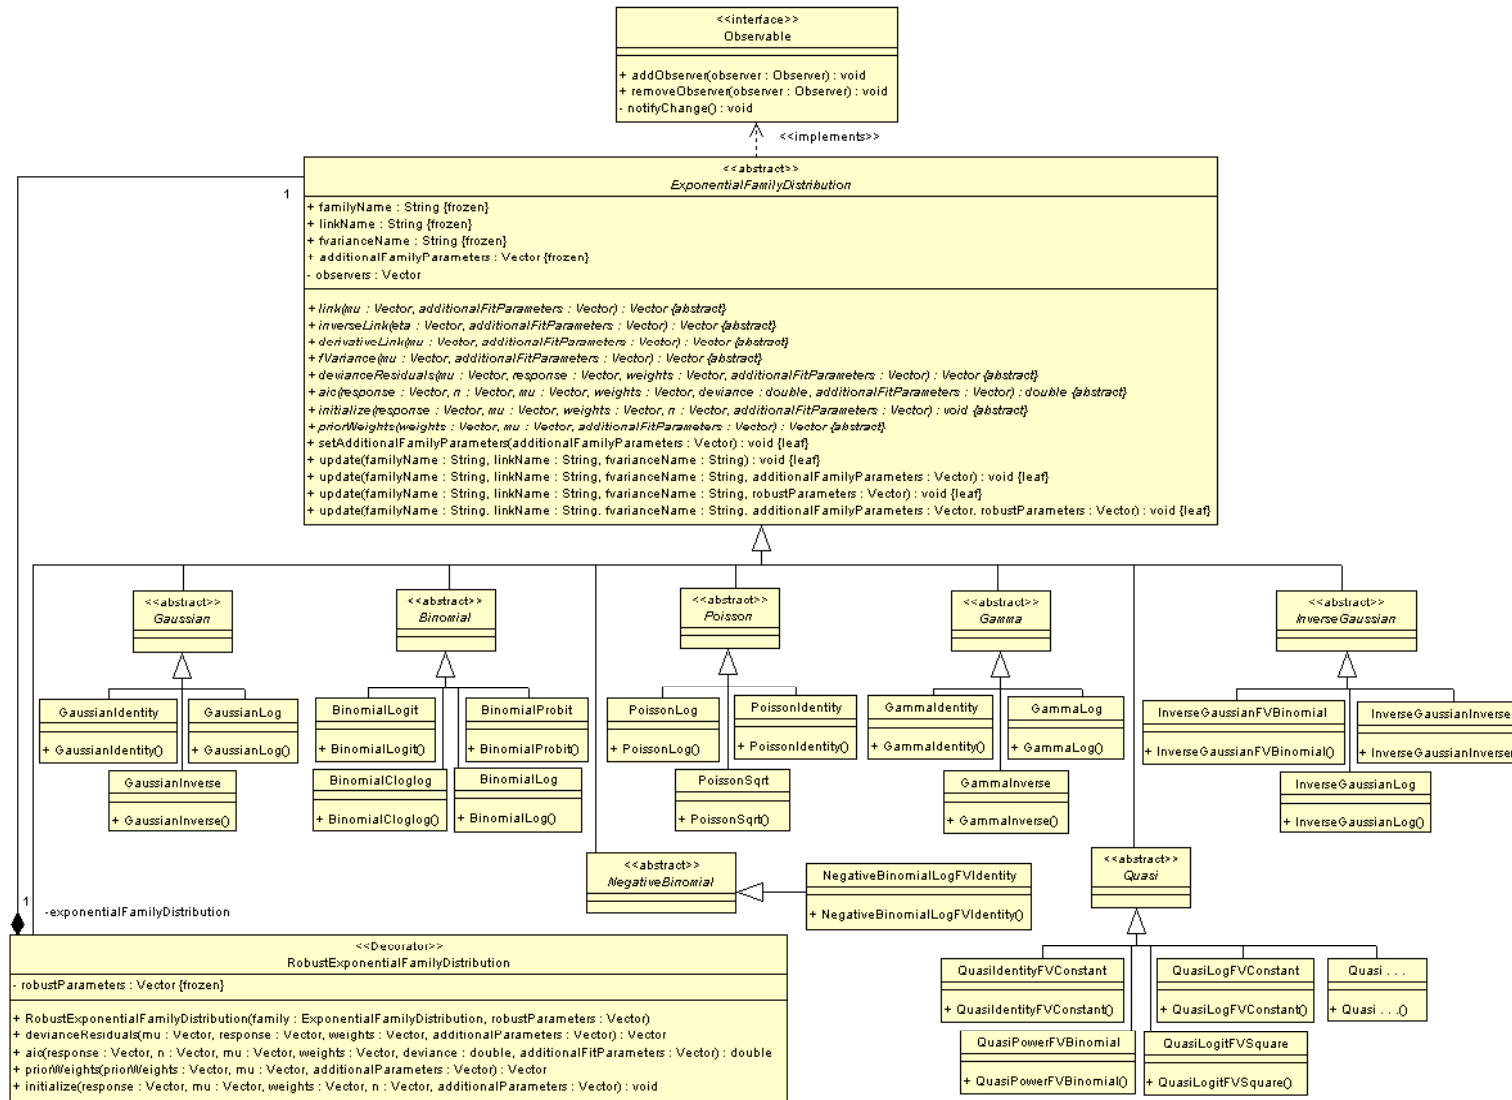 <<interface>>
Observable
+ addObserver(observer : Observer) : void
+ removeObserver(observer : Observer) : void
- notifyChange() : void
<<implements>>
<<abstract>>
ExponentialFamilyDistribution
1
+ familyName : String {frozen}
+ linkName : String {frozen}
+ fvarianceName : String {frozen}
+ additionalFamilyParameters : Vector {frozen}
- observers : Vector
+ link(mu : Vector, additionalFitParameters : Vector) : Vector {abstract}
+ inverseLink(eta : Vector, additionalFitParameters : Vector) : Vector {abstract}
+ derivativeLink(mu : Vector, additionalFitParameters : Vector) : Vector {abstract}
+ fVariance(mu : Vector, additionalFitParameters : Vector) : Vector {abstract}
+ devianceResiduals(mu : Vector, response : Vector, weights : Vector, additionalFitParameters : Vector) : Vector {abstract}
+ aic(response : Vector, n : Vector, mu : Vector, weights : Vector, deviance : double, additionalFitParameters : Vector) : double {abstract}
+ initialize(response : Vector, mu : Vector, weights : Vector, n : Vector, additionalFitParameters : Vector) : void {abstract}
+ priorWeights(weights : Vector, mu : Vector, additionalFitParameters : Vector) : Vector {abstract}
+ setAdditionalFamilyParameters(additionalFamilyParameters : Vector) : void {leaf}
+ update(familyName : String, linkName : String, fvarianceName : String) : void {leaf}
+ update(familyName : String, linkName : String, fvarianceName : String, additionalFamilyParameters : Vector) : void {leaf}
+ update(familyName : String, linkName : String, fvarianceName : String, robustParameters : Vector) : void {leaf}
+ update(familyName : String, linkName : String, fvarianceName : String, additionalFamilyParameters : Vector, robustParameters : Vector) : void {leaf}
<<abstract>>
Gaussian
<<abstract>>
Binomial
<<abstract>>
Poisson
<<abstract>>
Gamma
<<abstract>>
InverseGaussian
GaussianIdentity
+ GaussianIdentity()
GaussianLog
+ GaussianLog()
GaussianInverse
+ GaussianInverse()
BinomialLogit
+ BinomialLogit()
BinomialProbit
+ BinomialProbit()
BinomialCloglog
+ BinomialCloglog()
BinomialLog
+ BinomialLog()
PoissonLog
+ PoissonLog()
PoissonIdentity
+ PoissonIdentity()
PoissonSqrt
+ PoissonSqrt()
GammaIdentity
+ GammaIdentity()
GammaLog
+ GammaLog()
GammaInverse
+ GammaInverse()
InverseGaussianFVBinomial
+ InverseGaussianFVBinomial()
InverseGaussianInverse
+ InverseGaussianInverse
InverseGaussianLog
+ InverseGaussianLog()
<<abstract>>
NegativeBinomial
NegativeBinomialLogFVIdentity
+ NegativeBinomialLogFVIdentity()
<<abstract>>
Quasi
QuasiIdentityFVConstant
+ QuasiIdentityFVConstant()
QuasiLogFVConstant
+ QuasiLogFVConstant()
Quasi . . .
+ Quasi . . .()
QuasiPowerFVBinomial
+ QuasiPowerFVBinomial()
QuasiLogitFVSquare
+ QuasiLogitFVSquare()
1
-exponentialFamilyDistribution
<<Decorator>>
RobustExponentialFamilyDistribution
- robustParameters : Vector {frozen}
+ RobustExponentialFamilyDistribution(family : ExponentialFamilyDistribution, robustParameters : Vector)
+ devianceResiduals(mu : Vector, response : Vector, weights : Vector, additionalParameters : Vector) : Vector
+ aic(response : Vector, n : Vector, mu : Vector, weights : Vector, deviance : double, additionalFitParameters : Vector) : double
+ priorWeights(priorWeights : Vector, mu : Vector, additionalParameters : Vector) : Vector
+ initialize(response : Vector, mu : Vector, weights : Vector, n : Vector, additionalParameters : Vector) : void